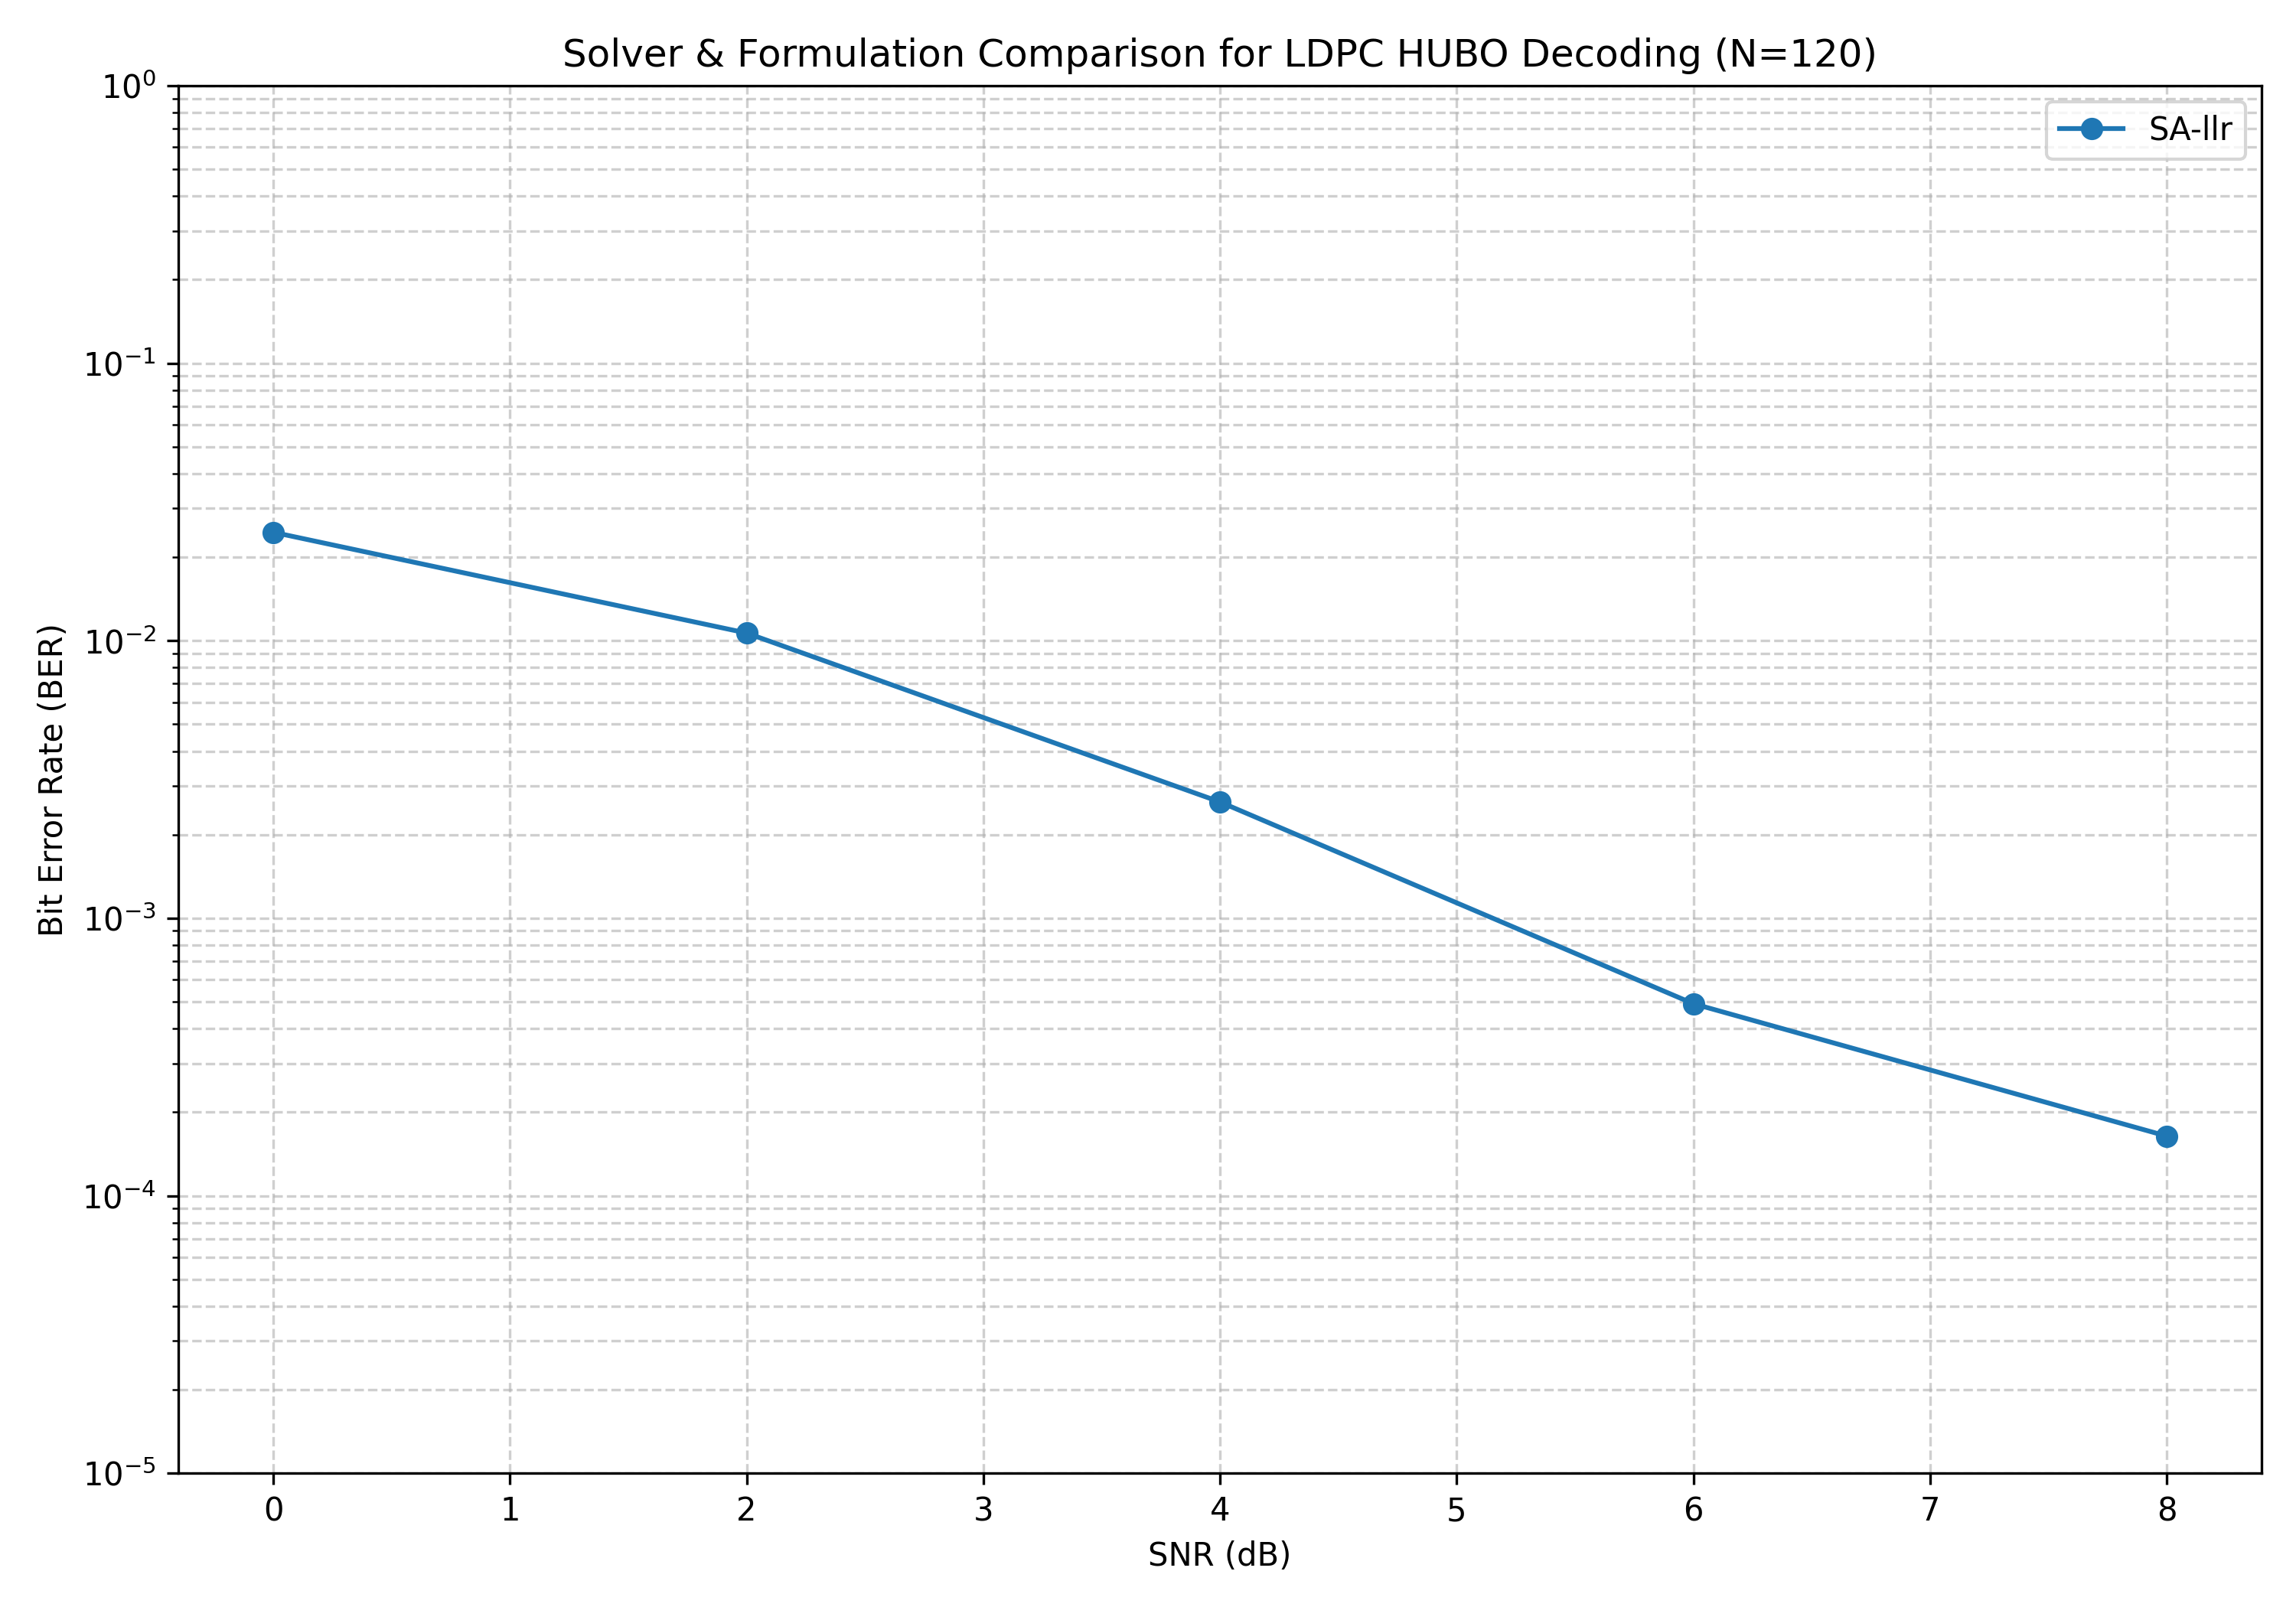 Solver & Formulation Comparison for LDPC HUBO Decoding (N=120)
SA-llr
Bit Error Rate (BER)
10⁰
10⁻¹
10⁻²
10⁻³
10⁻⁴
10⁻⁵
0 1 2 3 4 5 6 7 8
SNR (dB)